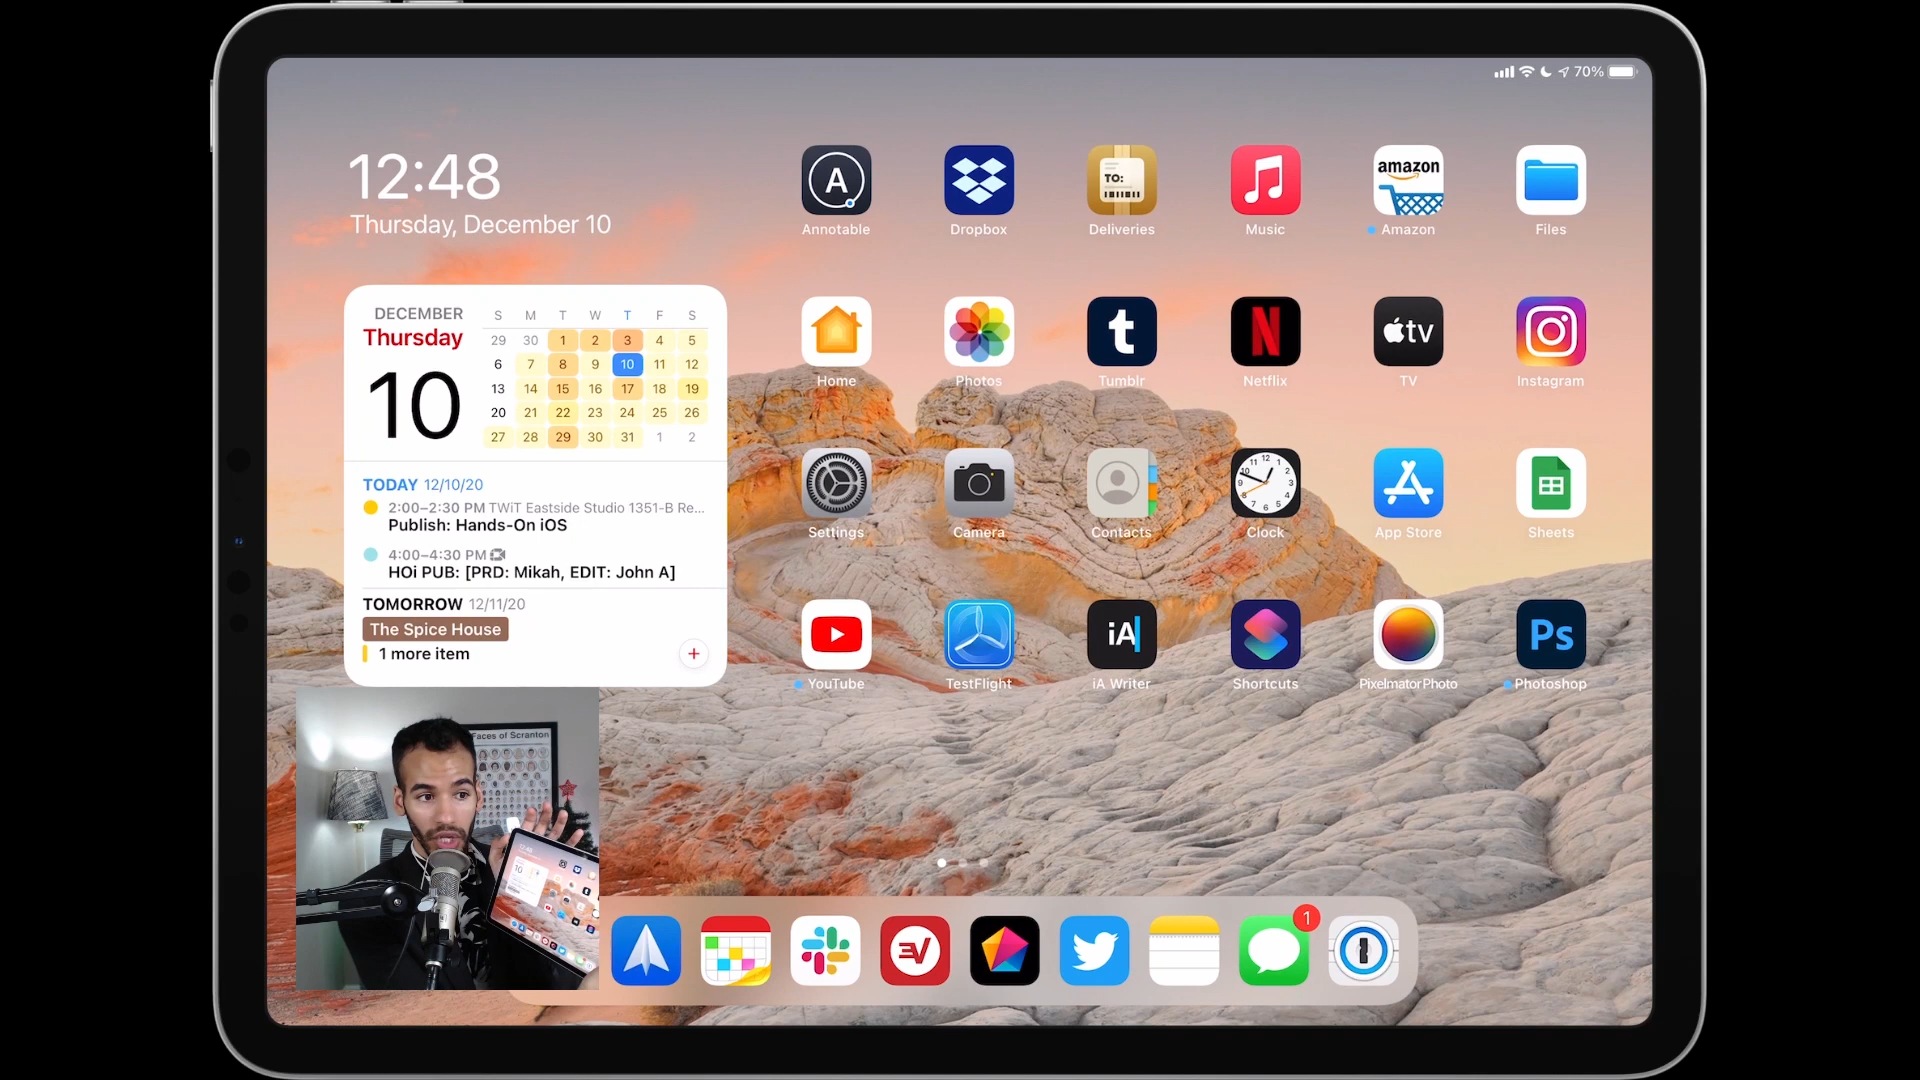 70%
12:48
Thursday, December 10
DECEMBER
Thursday
10
S M T W T F S
29 30 1 2 3 4 5
6 7 8 9 10 11 12
13 14 15 16 17 18 19
20 21 22 23 24 25 26
27 28 29 30 31 1 2
TODAY 12/10/20
2:00–2:30 PM TWiT Eastside Studio 1351-B Re...
Publish: Hands-On iOS
4:00–4:30 PM
HOi PUB: [PRD: Mikah, EDIT: John A]
TOMORROW 12/11/20
The Spice House
1 more item
+
A
TO:
amazon
Annotable Dropbox Deliveries Music Amazon Files
t N tv
Home Photos Tumblr Netflix TV Instagram
Settings Camera Contacts Clock App Store Sheets
iA Ps
YouTube TestFlight iA Writer Shortcuts Pixelmator Photo Photoshop
Faces of Scranton
EV
1